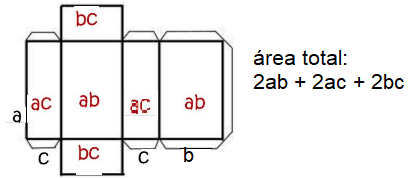 bc
ac ab ac ab
a
c bc c b
área total:
2ab + 2ac + 2bc